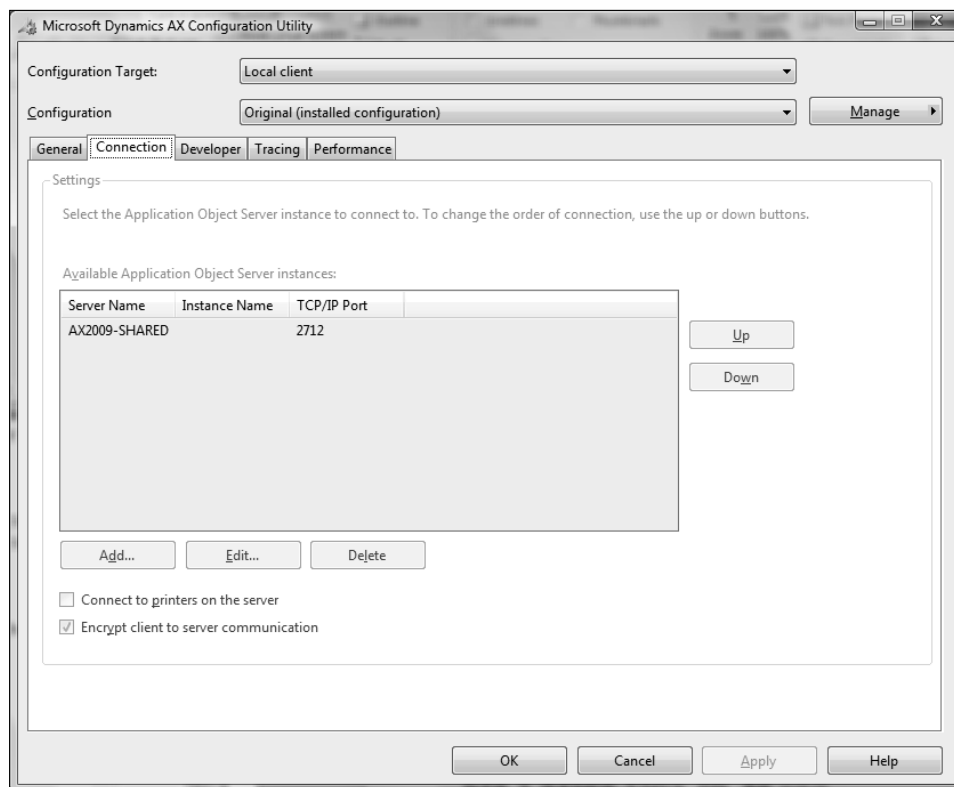 Microsoft Dynamics AX Configuration Utility
Configuration Target: Local client
Configuration Original (installed configuration) Manage
General Connection Developer Tracing Performance
Settings
Select the Application Object Server instance to connect to. To change the order of connection, use the up or down buttons.
Available Application Object Server instances:
Server Name Instance Name TCP/IP Port
AX2009-SHARED 2712
Up
Down
Add... Edit... Delete
Connect to printers on the server
Encrypt client to server communication
OK Cancel Apply Help